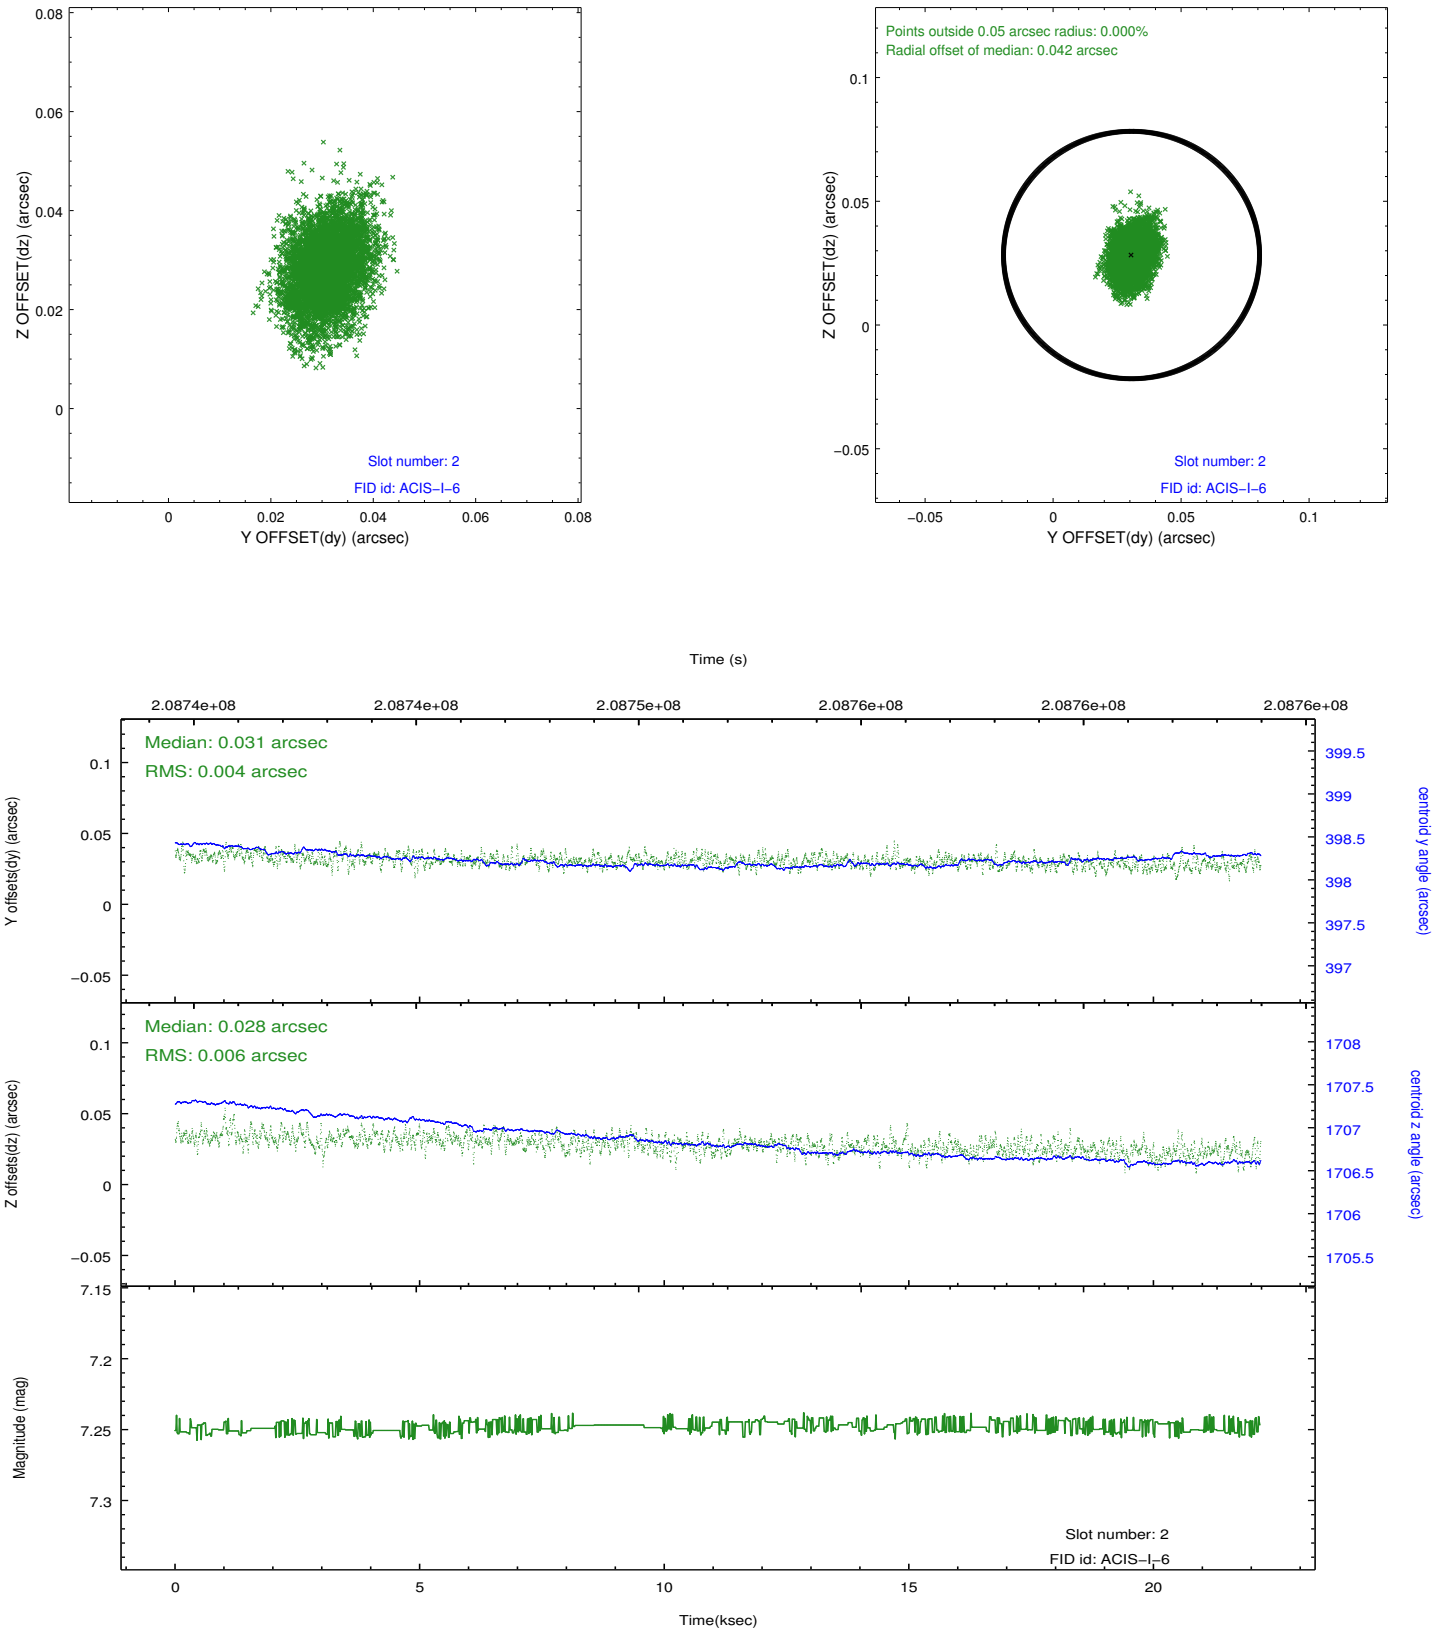 0.08
0.06
0.04
0.02
0
Z OFFSET(dz) (arcsec)
Slot number: 2
FID id: ACIS−I−6
0 0.02 0.04 0.06 0.08
Y OFFSET(dy) (arcsec)
Points outside 0.05 arcsec radius: 0.000%
Radial offset of median: 0.042 arcsec
0.1
0.05
0
−0.05
Z OFFSET(dz) (arcsec)
Slot number: 2
FID id: ACIS−I−6
−0.05 0 0.05 0.1
Y OFFSET(dy) (arcsec)
Time (s)
2.0874e+08 2.0874e+08 2.0875e+08 2.0876e+08 2.0876e+08 2.0876e+08
Median: 0.031 arcsec
RMS: 0.004 arcsec
0.1
0.05
0
−0.05
Y offsets(dy) (arcsec)
399.5
399
398.5
398
397.5
397
centroid y angle (arcsec)
Median: 0.028 arcsec
RMS: 0.006 arcsec
0.1
0.05
0
−0.05
Z offsets(dz) (arcsec)
1708
1707.5
1707
1706.5
1706
1705.5
centroid z angle (arcsec)
7.15
7.2
7.25
7.3
Magnitude (mag)
Slot number: 2
FID id: ACIS−I−6
0 5 10 15 20
Time(ksec)